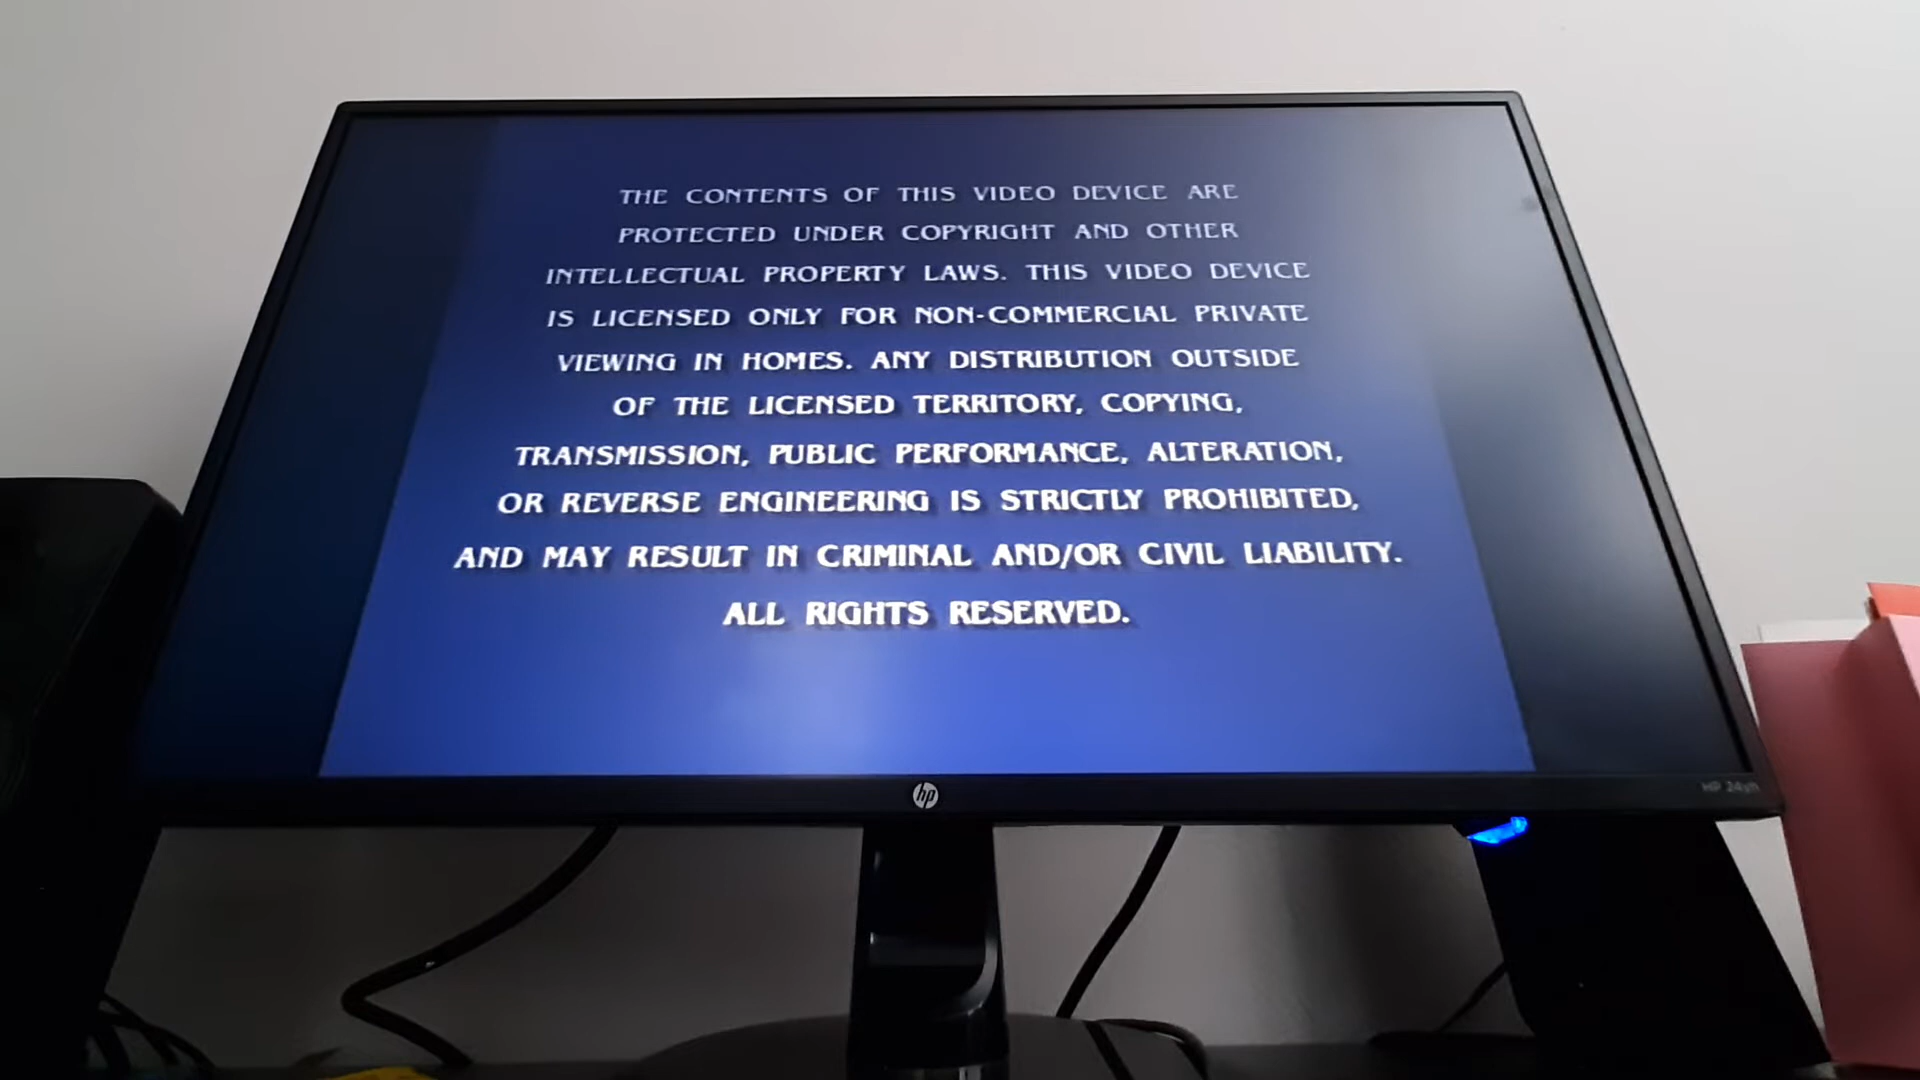 THE CONTENTS OF THIS VIDEO DEVICE ARE
PROTECTED UNDER COPYRIGHT AND OTHER
INTELLECTUAL PROPERTY LAWS. THIS VIDEO DEVICE
IS LICENSED ONLY FOR NON-COMMERCIAL PRIVATE
VIEWING IN HOMES. ANY DISTRIBUTION OUTSIDE
OF THE LICENSED TERRITORY, COPYING,
TRANSMISSION, PUBLIC PERFORMANCE, ALTERATION,
OR REVERSE ENGINEERING IS STRICTLY PROHIBITED,
AND MAY RESULT IN CRIMINAL AND/OR CIVIL LIABILITY.
ALL RIGHTS RESERVED.
hp
HP